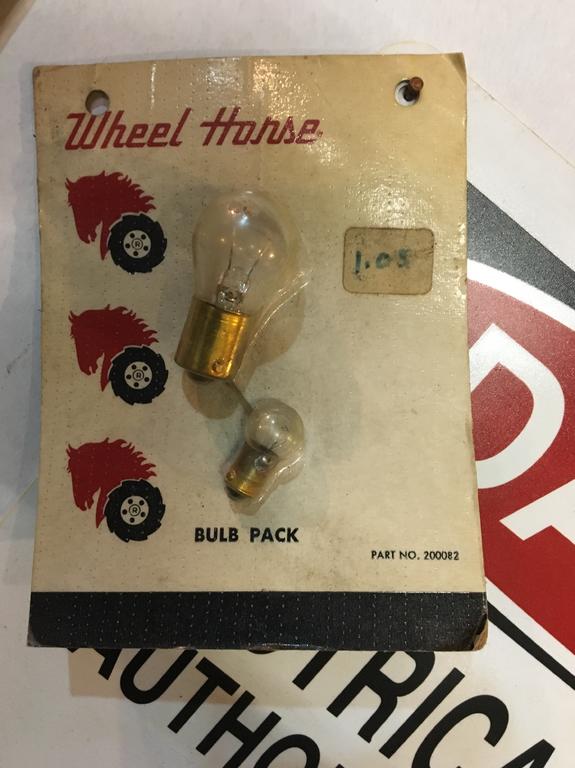 Wheel Horse
R
1.05
R
R
BULB PACK
PART NO. 200082
TRICA
AUTHO